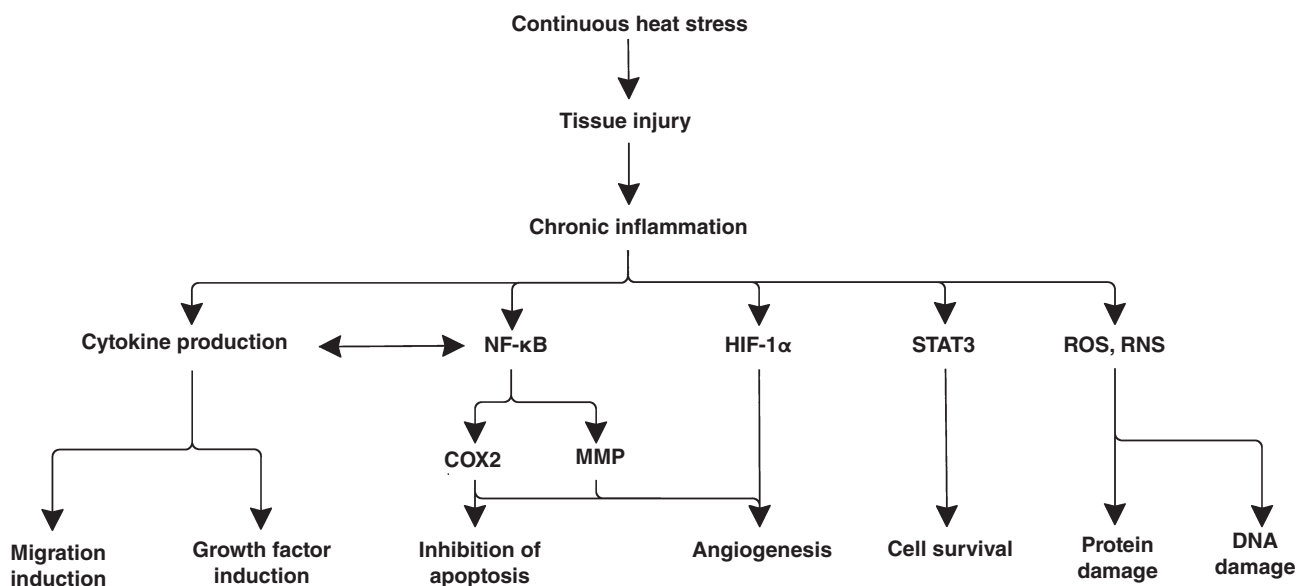 Continuous heat stress
Tissue injury
Chronic inflammation
Cytokine production
NF-κB
HIF-1α
STAT3
ROS, RNS
COX2
MMP
Migration
induction
Growth factor
induction
Inhibition of
apoptosis
Angiogenesis
Cell survival
Protein
damage
DNA
damage